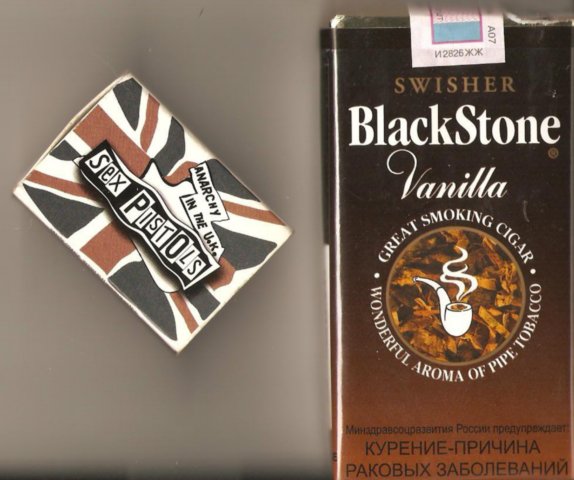 SEX PISTOLS
ANARCHY
IN THE U.K.
A07
И2826ЖЖ
SWISHER
BlackStone®
Vanilla
• GREAT SMOKING CIGAR •
WONDERFUL AROMA OF PIPE TOBACCO
Минздравсоцразвития России предупреждает:
КУРЕНИЕ-ПРИЧИНА
РАКОВЫХ ЗАБОЛЕВАНИЙ